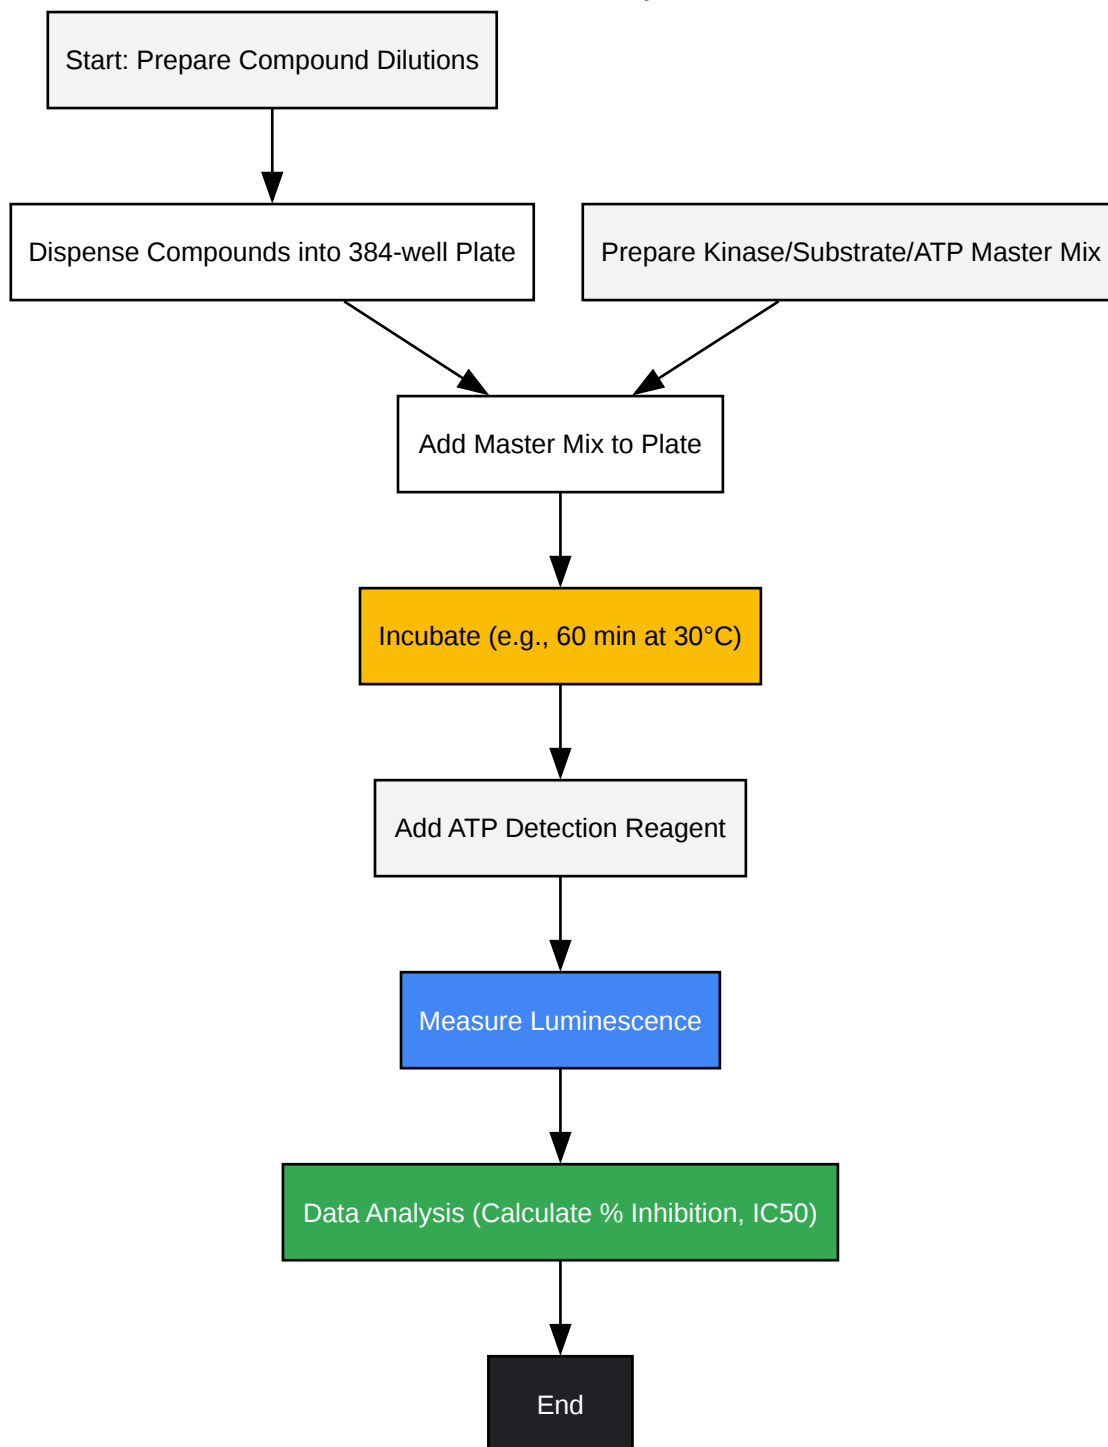 Start: Prepare Compound Dilutions
Dispense Compounds into 384-well Plate
Prepare Kinase/Substrate/ATP Master Mix
Add Master Mix to Plate
Incubate (e.g., 60 min at 30°C)
Add ATP Detection Reagent
Measure Luminescence
Data Analysis (Calculate % Inhibition, IC50)
End